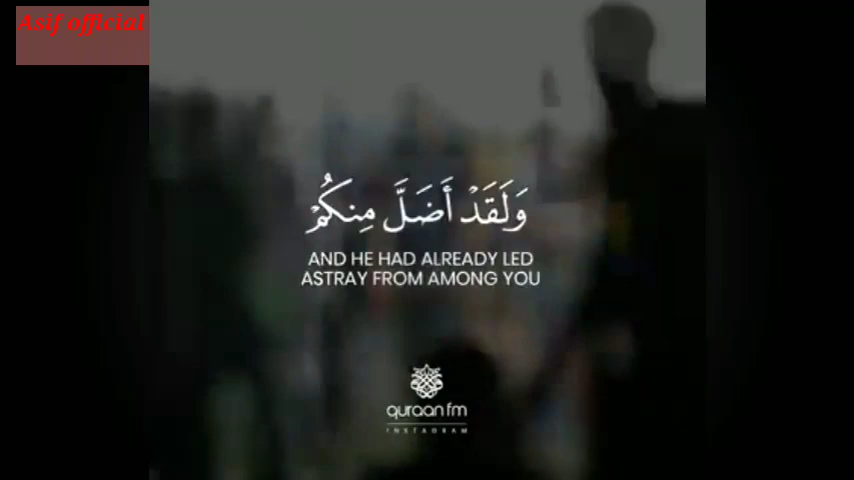 Asif official
وَلَقَدْ أَضَلَّ مِنكُمْ
AND HE HAD ALREADY LED
ASTRAY FROM AMONG YOU
quraan fm
INSTAGRAM